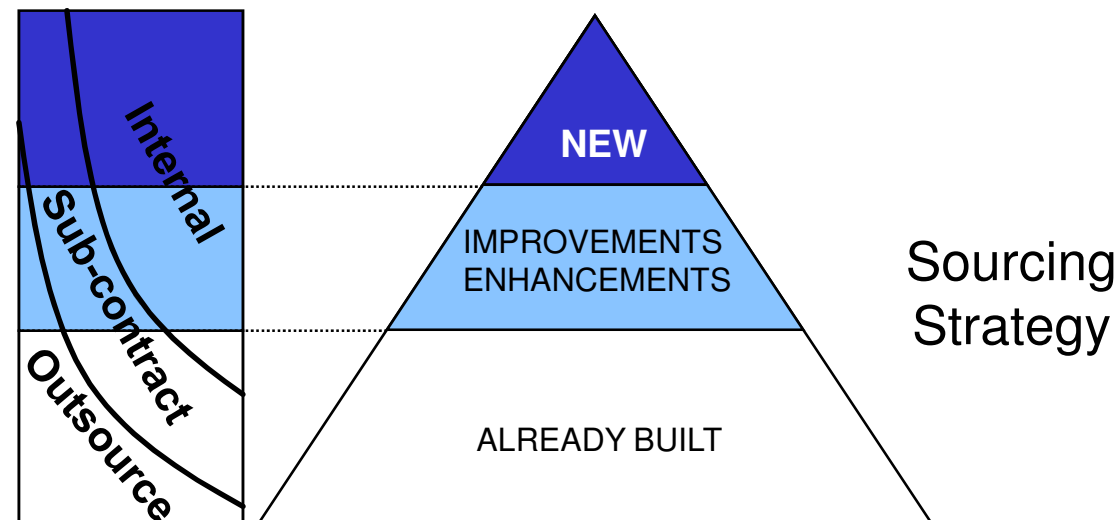 Internal
Sub-contract
Outsource
NEW
IMPROVEMENTS
ENHANCEMENTS
ALREADY BUILT
Sourcing
Strategy